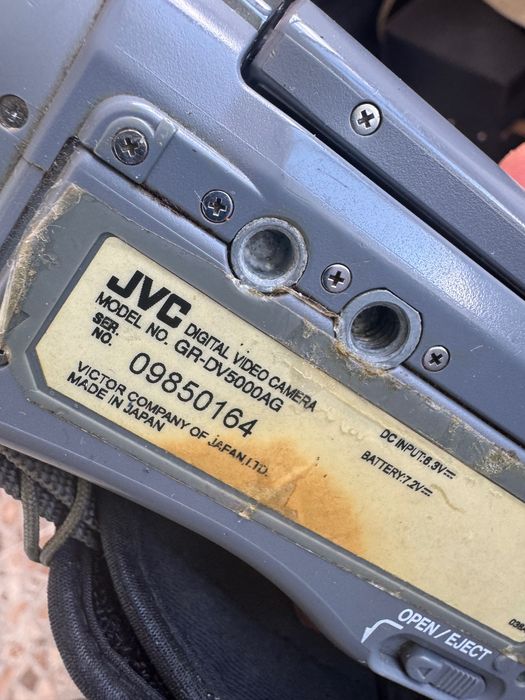 JVC DIGITAL VIDEO CAMERA
MODEL NO. GR-DV5000AG
SER.
NO. 09850164
VICTOR COMPANY OF JAPAN, LTD.
MADE IN JAPAN
DC INPUT:6.3V⎓
BATTERY:7.2V⎓
OPEN/EJECT